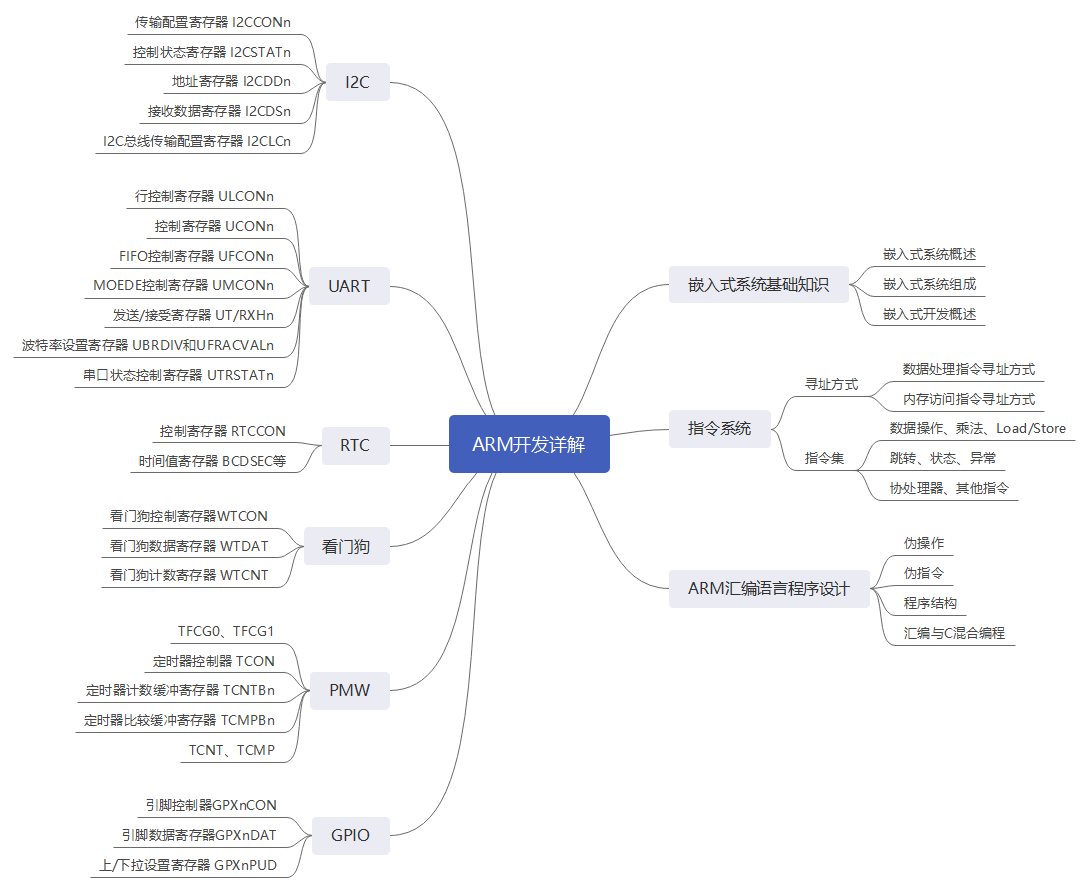 ARM开发详解
嵌入式系统基础知识
嵌入式系统概述
嵌入式系统组成
嵌入式开发概述
指令系统
寻址方式
数据处理指令寻址方式
内存访问指令寻址方式
指令集
数据操作、乘法、Load/Store
跳转、状态、异常
协处理器、其他指令
ARM汇编语言程序设计
伪操作
伪指令
程序结构
汇编与C混合编程
I2C
传输配置寄存器 I2CCONn
控制状态寄存器 I2CSTATn
地址寄存器 I2CDDn
接收数据寄存器 I2CDSn
I2C总线传输配置寄存器 I2CLCn
UART
行控制寄存器 ULCONn
控制寄存器 UCONn
FIFO控制寄存器 UFCONn
MOEDE控制寄存器 UMCONn
发送/接受寄存器 UT/RXHn
波特率设置寄存器 UBRDIV和UFRACVALn
串口状态控制寄存器 UTRSTATn
RTC
控制寄存器 RTCCON
时间值寄存器 BCDSEC等
看门狗
看门狗控制寄存器WTCON
看门狗数据寄存器 WTDAT
看门狗计数寄存器 WTCNT
PMW
TFCG0、TFCG1
定时器控制器 TCON
定时器计数缓冲寄存器 TCNTBn
定时器比较缓冲寄存器 TCMPBn
TCNT、TCMP
GPIO
引脚控制器GPXnCON
引脚数据寄存器GPXnDAT
上/下拉设置寄存器 GPXnPUD